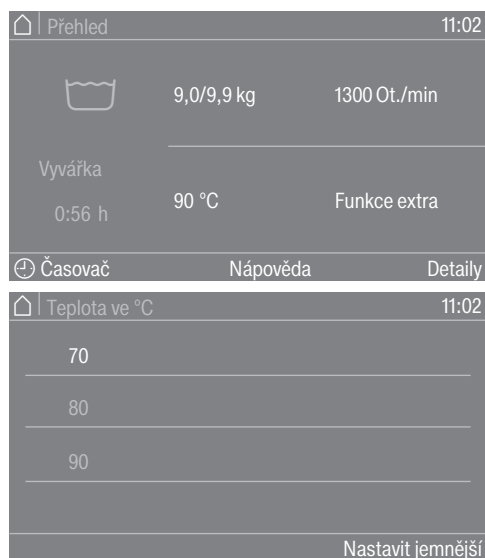 Přehled 11:02
9,0/9,9 kg 1300 Ot./min
Vyvářka
0:56 h
90 °C Funkce extra
Časovač Nápověda Detaily
Teplota ve °C 11:02
70
80
90
Nastavit jemnější